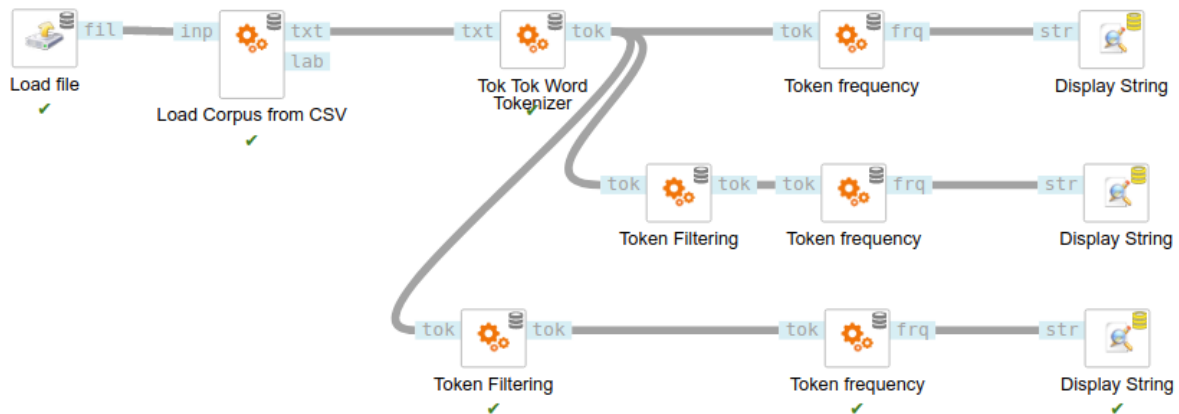 fil inp txt txt tok tok frq str
lab
Load file
Tok Tok Word
Tokenizer
Token frequency
Display String
Load Corpus from CSV
tok tok tok frq str
Token Filtering
Token frequency
Display String
tok tok tok frq str
Token Filtering
Token frequency
Display String